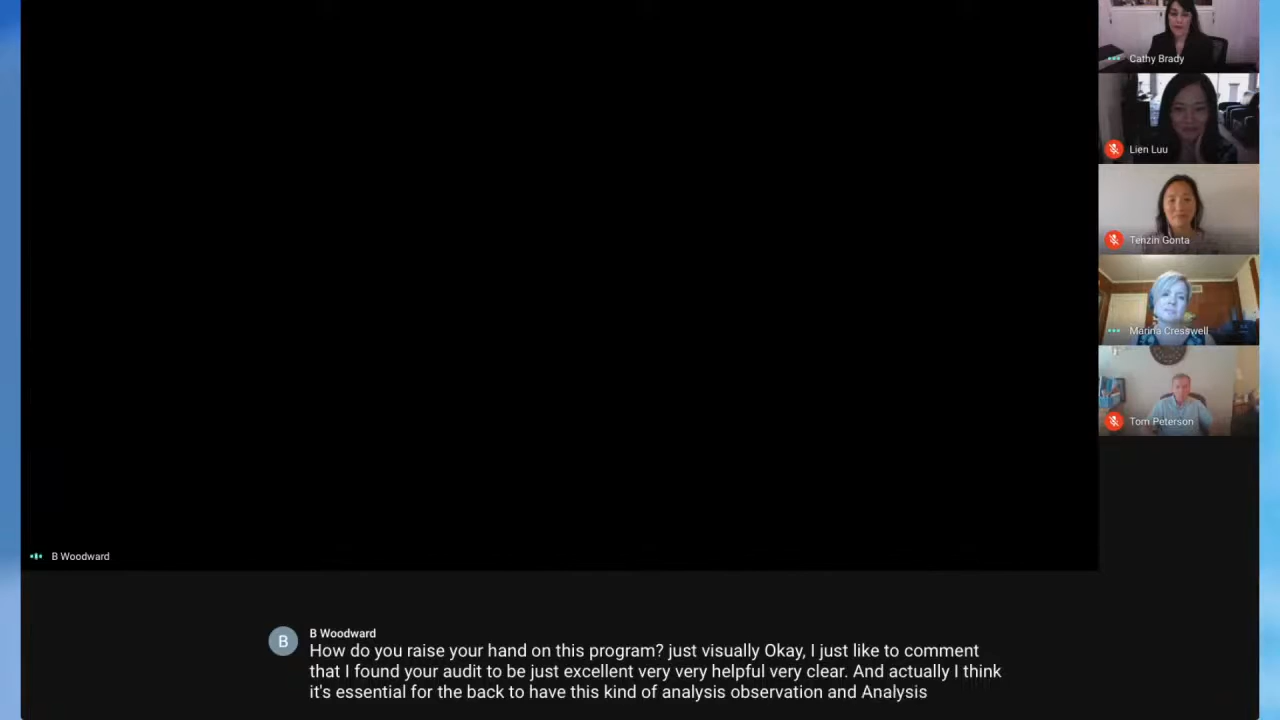 Cathy Brady
Lien Luu
Tenzin Gonta
Marina Cresswell
Tom Peterson
B Woodward
B
B Woodward
How do you raise your hand on this program? just visually Okay, I just like to comment
that I found your audit to be just excellent very very helpful very clear. And actually I think
it's essential for the back to have this kind of analysis observation and Analysis